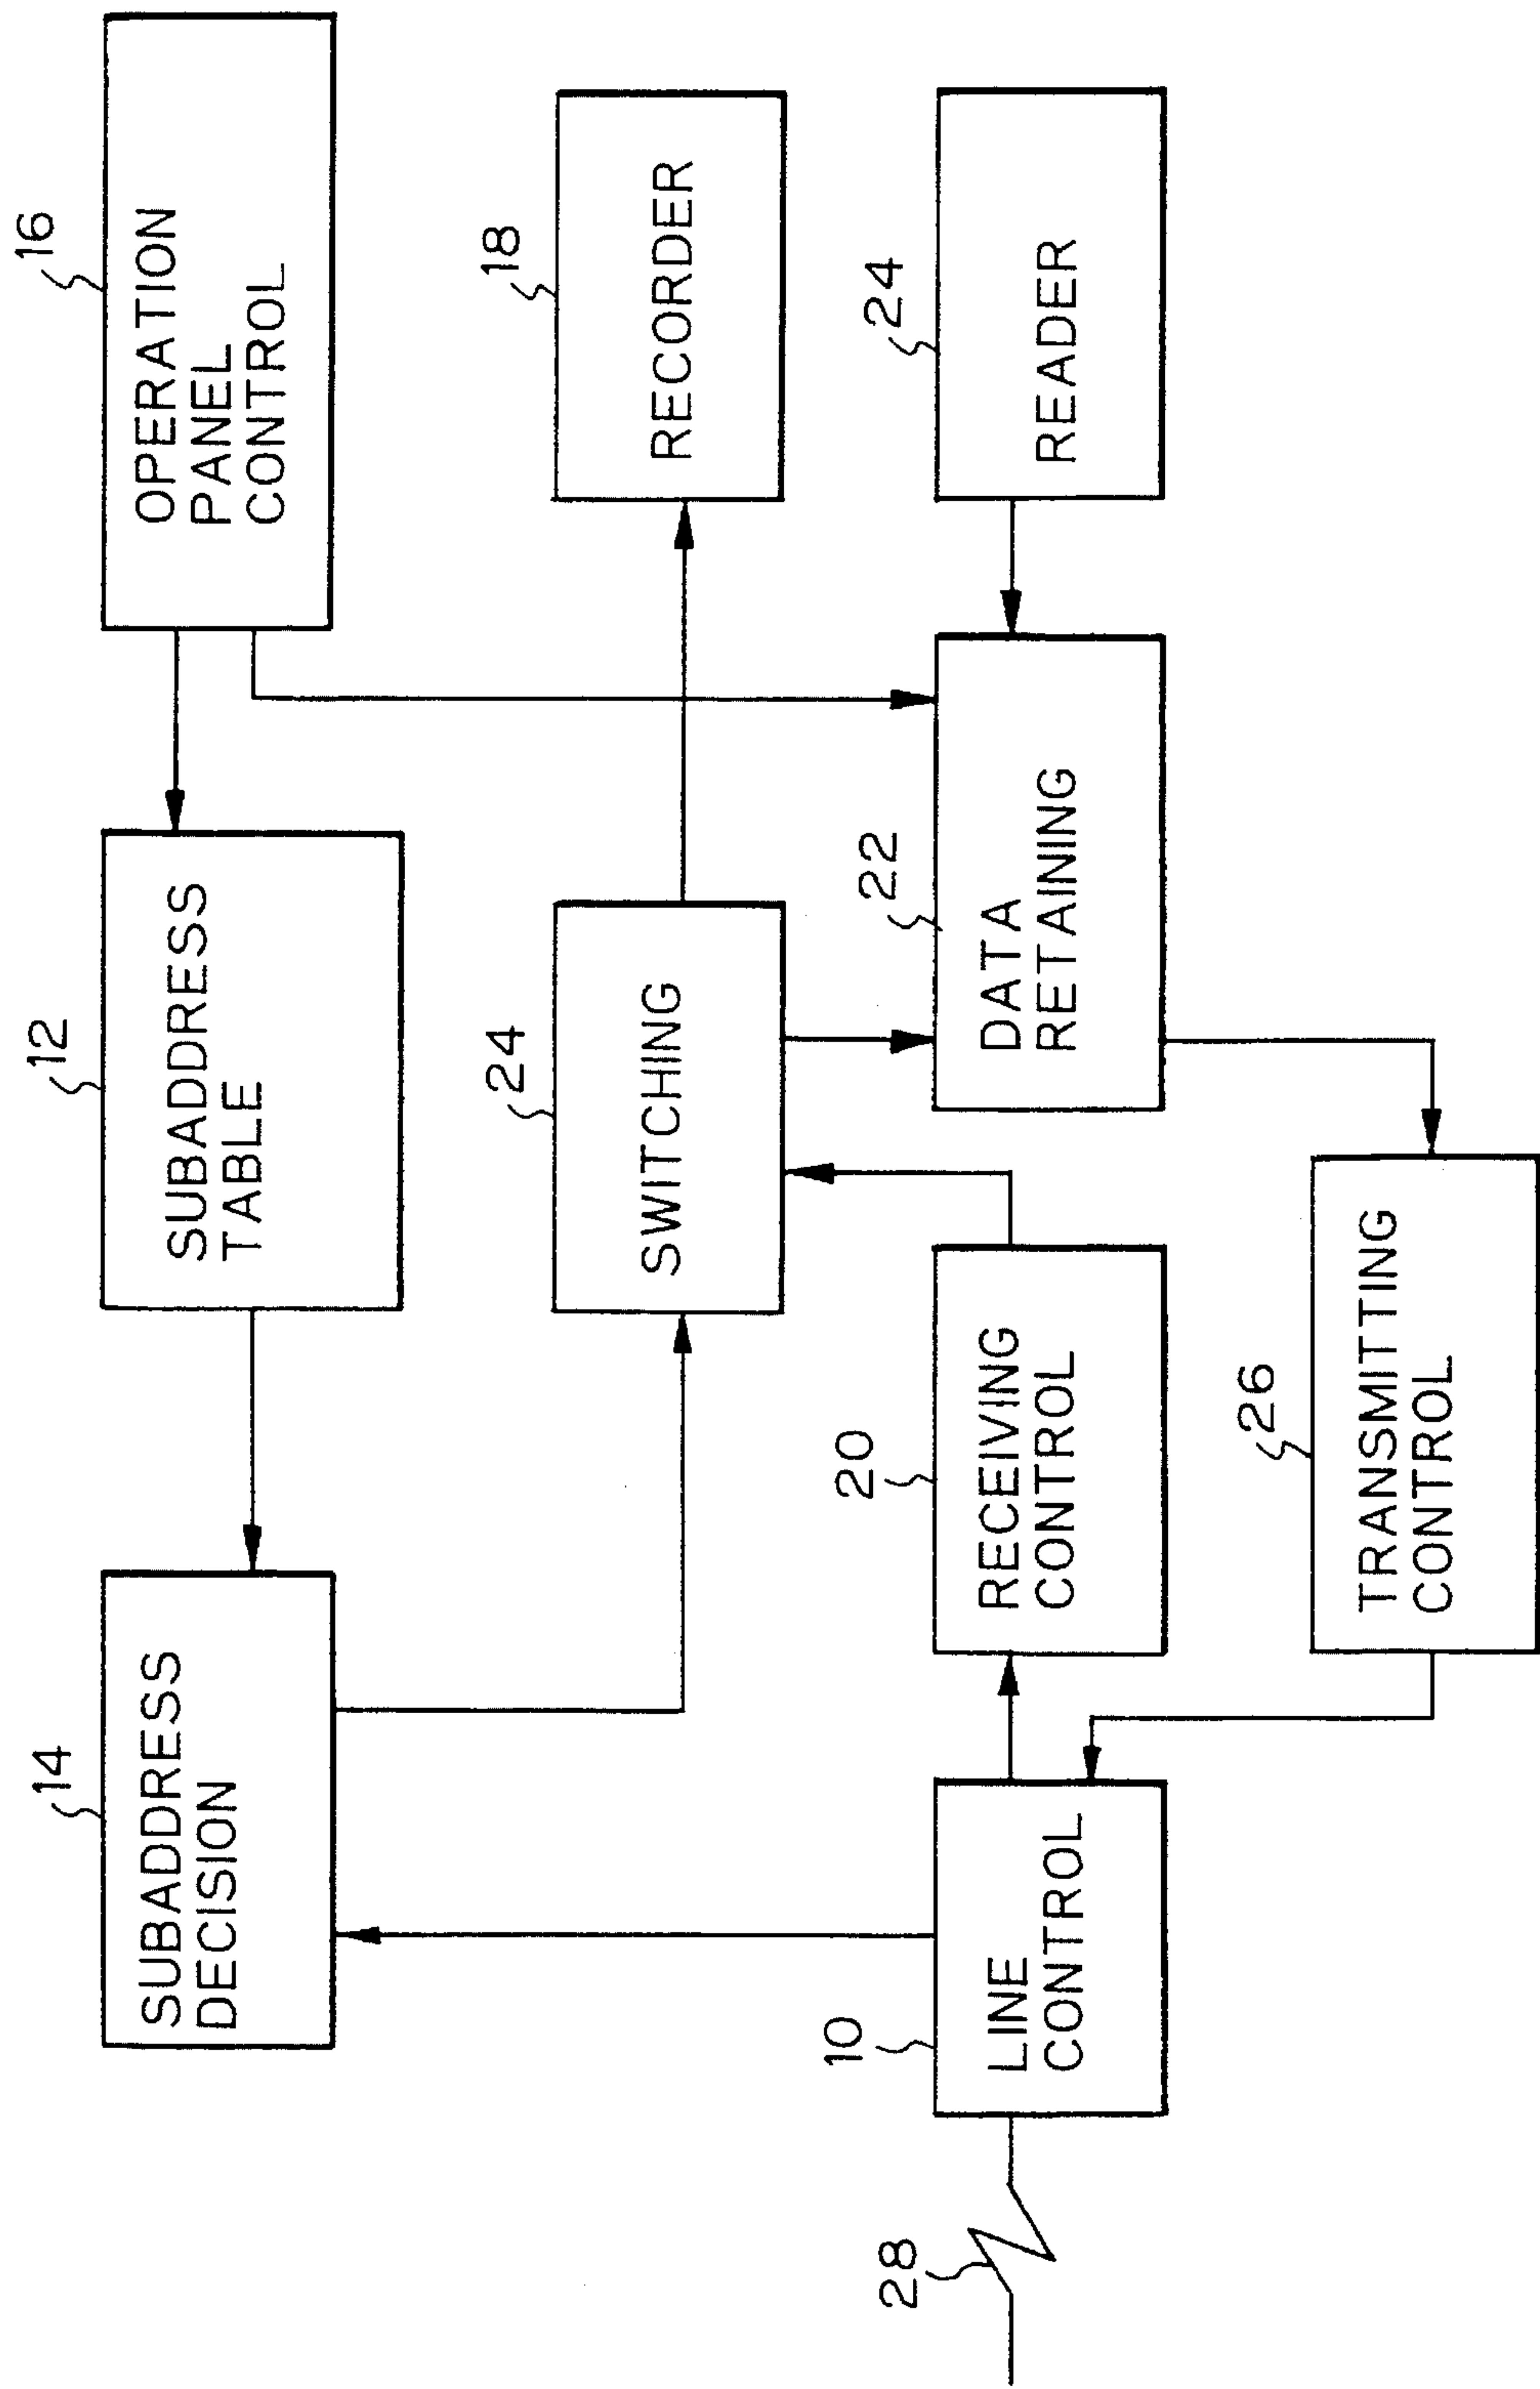 14
SUBADDRESS
DECISION
12
SUBADDRESS
TABLE
16
OPERATION
PANEL
CONTROL
24
SWITCHING
18
RECORDER
28
10
LINE
CONTROL
20
RECEIVING
CONTROL
22
DATA
RETAINING
24
READER
26
TRANSMITTING
CONTROL